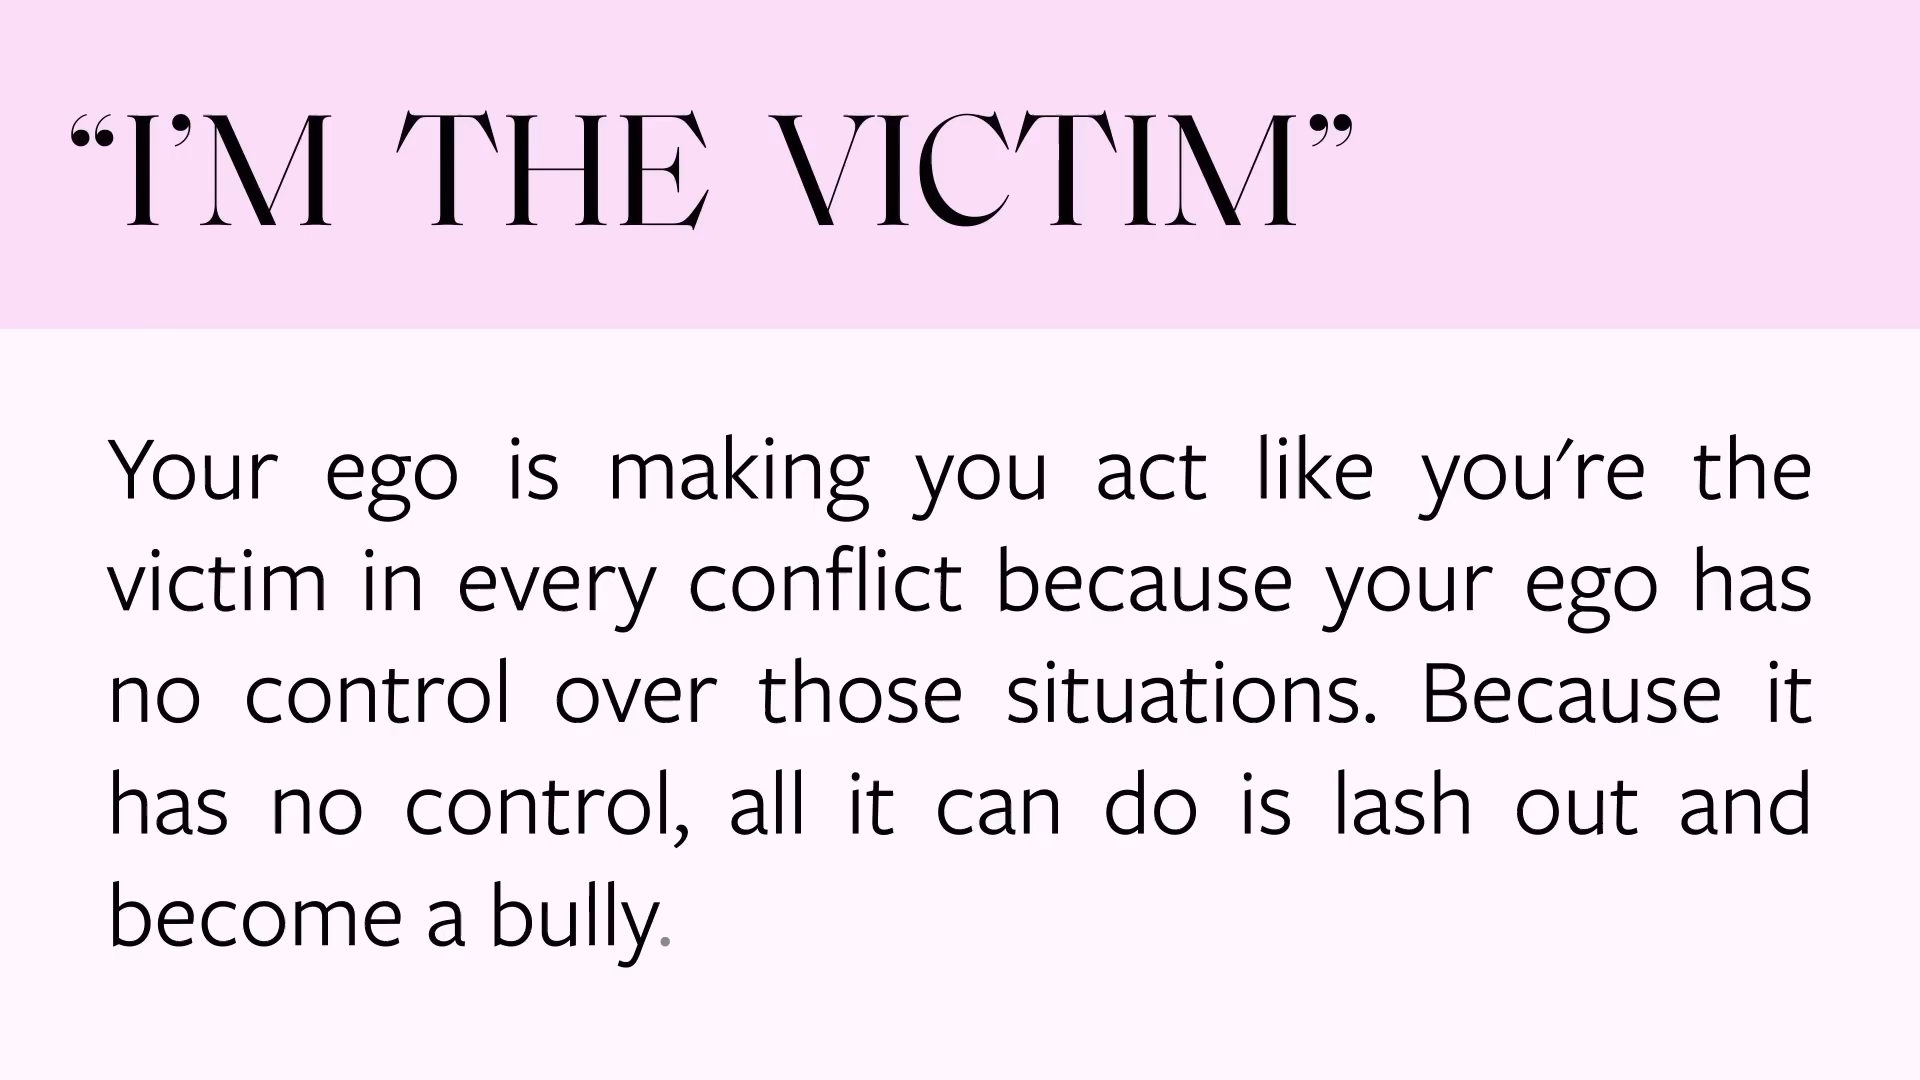 “I’M THE VICTIM”
Your ego is making you act like you're the
victim in every conflict because your ego has
no control over those situations. Because it
has no control, all it can do is lash out and
become a bully.